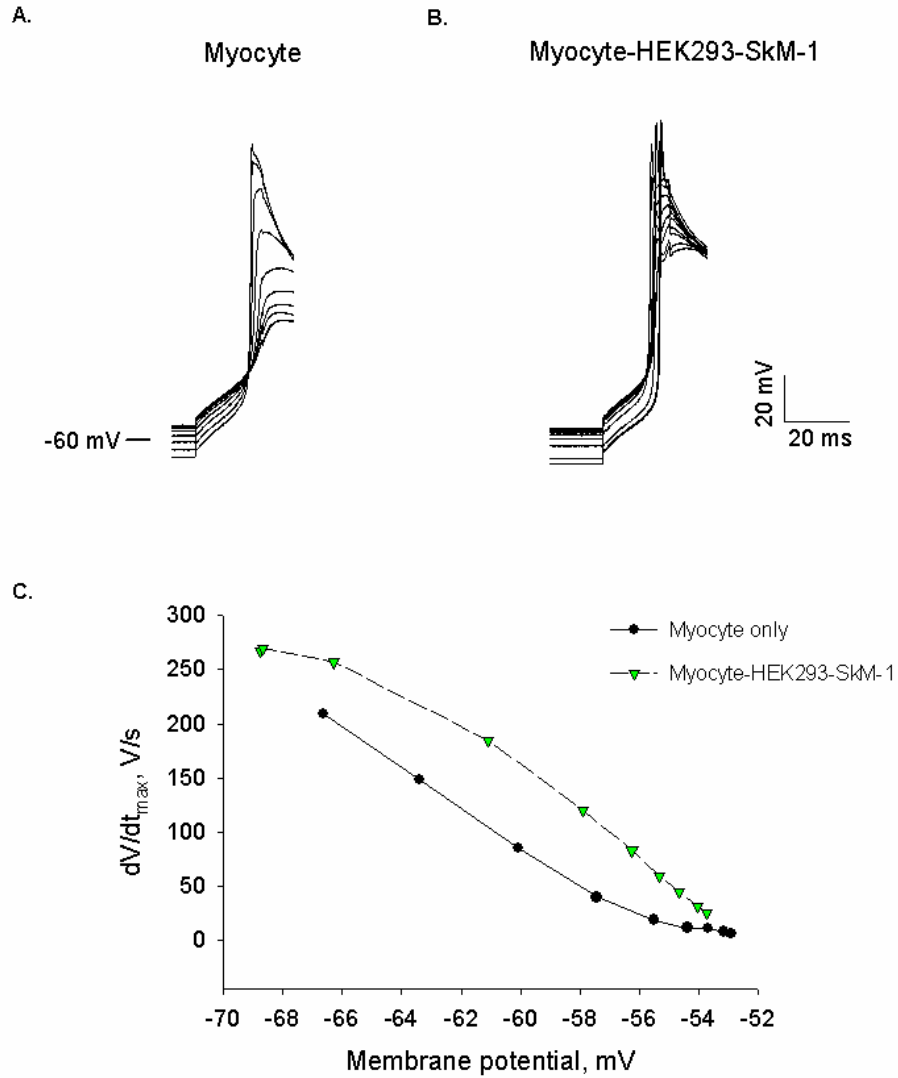 A.
B.
Myocyte
Myocyte-HEK293-SkM-1
-60 mV
20 mV
20 ms
C.
300
250
200
150
100
50
0
dV/dtmax, V/s
Myocyte only
Myocyte-HEK293-SkM-1
-70 -68 -66 -64 -62 -60 -58 -56 -54 -52
Membrane potential, mV